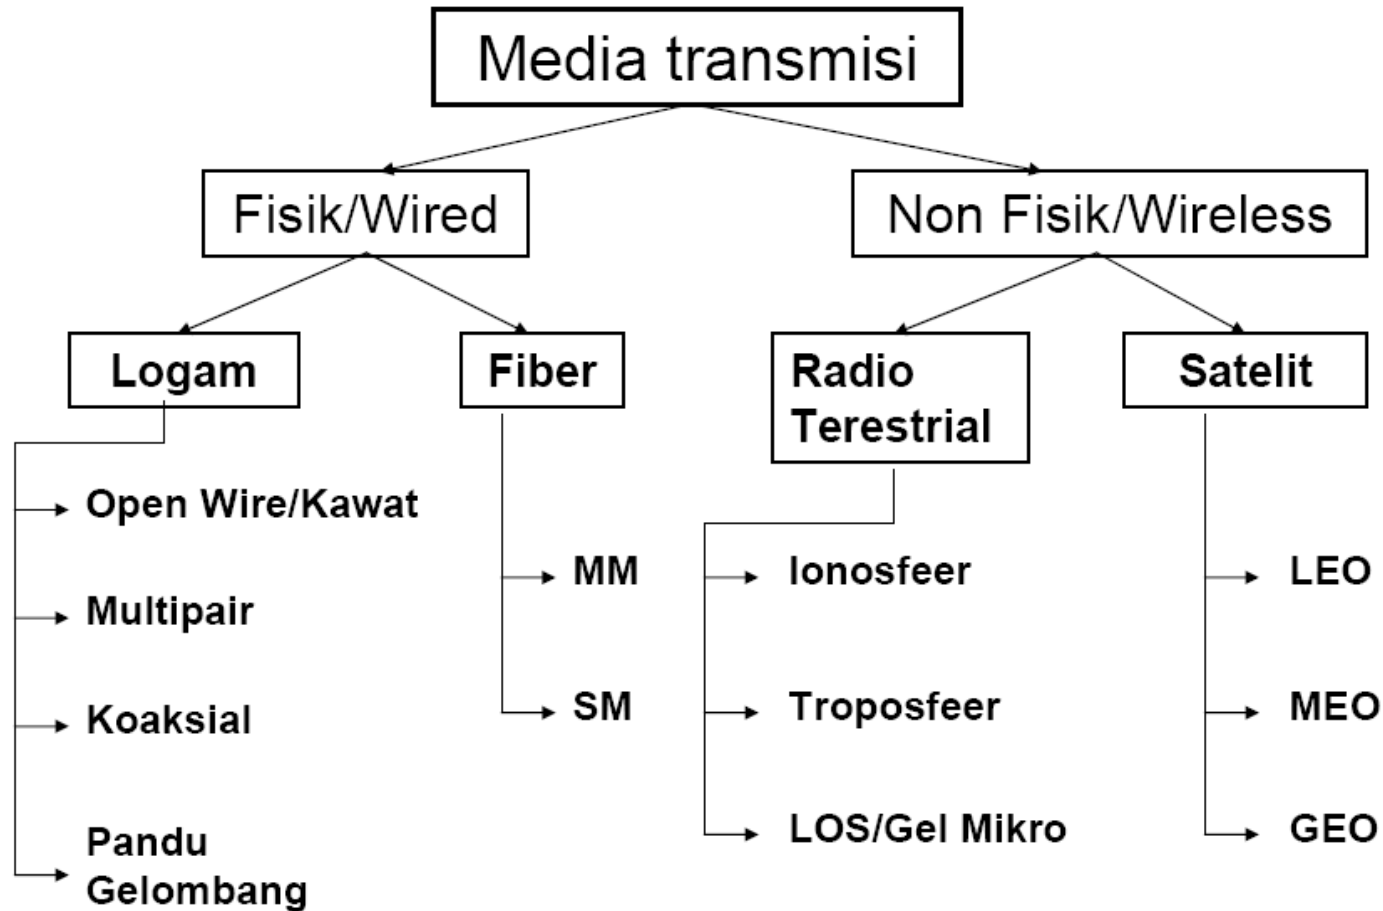 Media transmisi
Fisik/Wired
Non Fisik/Wireless
Logam
Fiber
Radio
Terestrial
Satelit
Open Wire/Kawat
Multipair
Koaksial
Pandu
Gelombang
MM
SM
Ionosfeer
Troposfeer
LOS/Gel Mikro
LEO
MEO
GEO